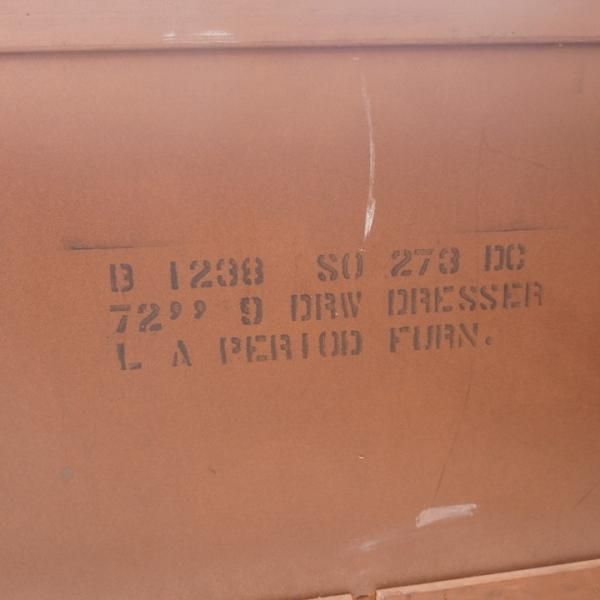 B 1238 SO 273 DC
72" 9 DRW DRESSER
L A PERIOD FURN.